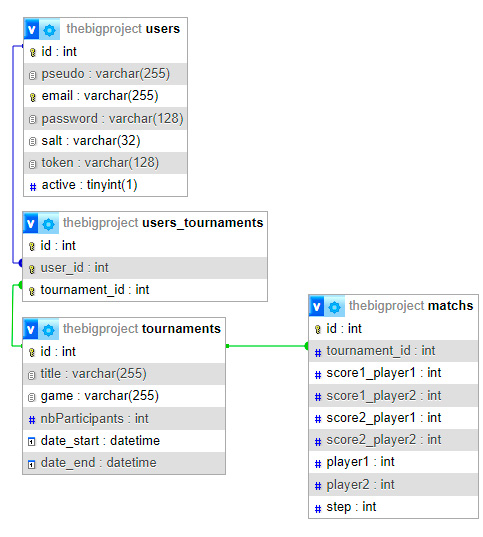 thebigproject users
id : int
pseudo : varchar(255)
email : varchar(255)
password : varchar(128)
salt : varchar(32)
token : varchar(128)
# active : tinyint(1)
thebigproject users_tournaments
id : int
user_id : int
tournament_id : int
thebigproject tournaments
id : int
title : varchar(255)
game : varchar(255)
# nbParticipants : int
date_start : datetime
date_end : datetime
thebigproject matchs
id : int
# tournament_id : int
# score1_player1 : int
# score1_player2 : int
# score2_player1 : int
# score2_player2 : int
# player1 : int
# player2 : int
# step : int